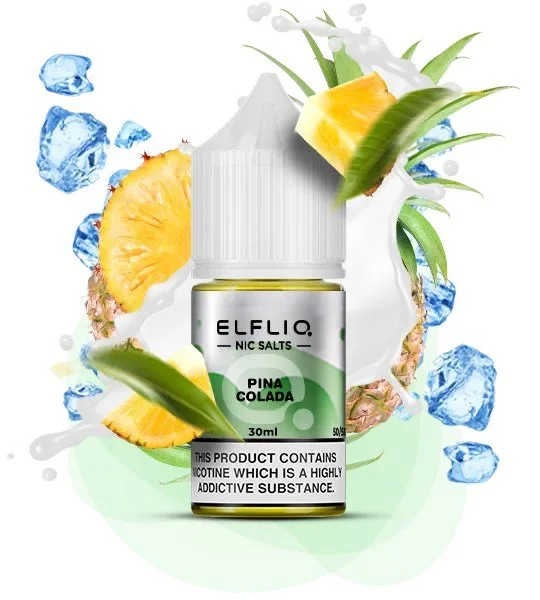 ELFLIQ
NIC SALTS
PINA
COLADA
30ml
THIS PRODUCT CONTAINS
NICOTINE WHICH IS A HIGHLY
ADDICTIVE SUBSTANCE.